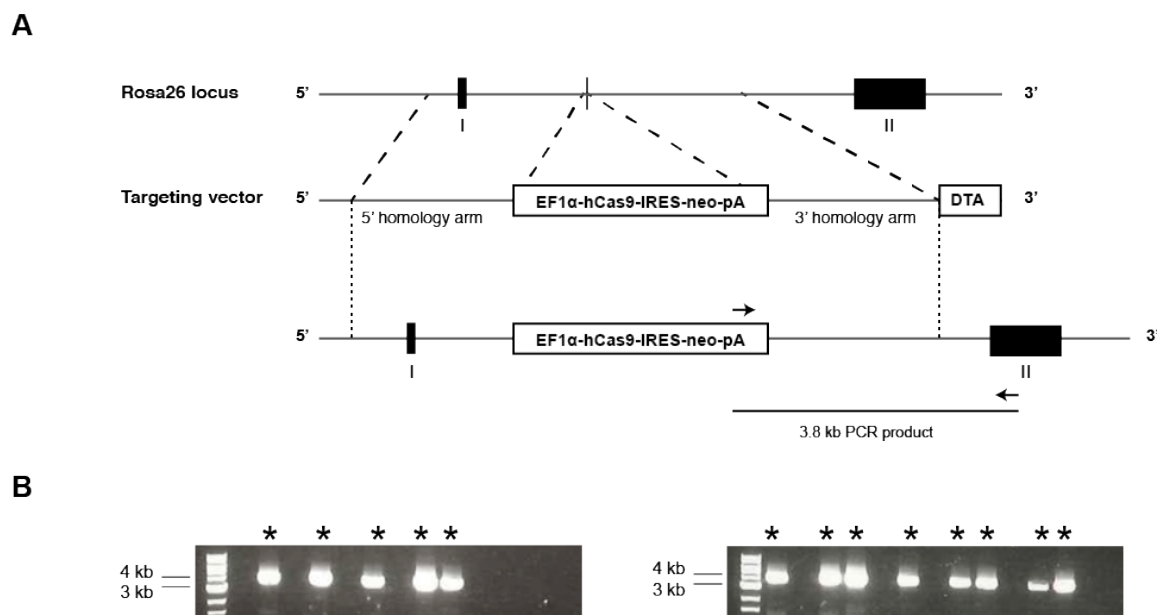 A
Rosa26 locus 5’ 3’
I II
Targeting vector 5’ EF1α-hCas9-IRES-neo-pA DTA 3’
5’ homology arm 3’ homology arm
5’ EF1α-hCas9-IRES-neo-pA 3’
I II
3.8 kb PCR product
B
* * * * * * * * * * * * *
4 kb 4 kb
3 kb 3 kb